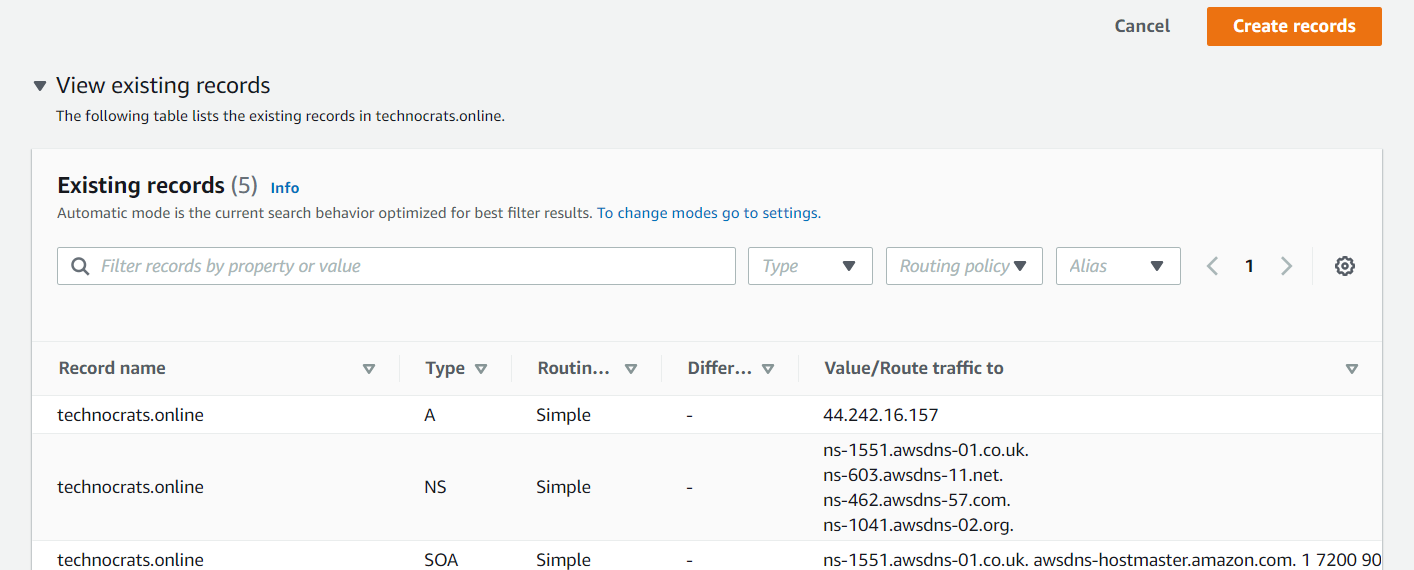 Cancel
Create records
View existing records
The following table lists the existing records in technocrats.online.
Existing records (5) Info
Automatic mode is the current search behavior optimized for best filter results. To change modes go to settings.
Filter records by property or value
Type
Routing policy
Alias
1
Record name
Type
Routin...
Differ...
Value/Route traffic to
technocrats.online A Simple - 44.242.16.157
ns-1551.awsdns-01.co.uk.
technocrats.online NS Simple - ns-603.awsdns-11.net.
ns-462.awsdns-57.com.
ns-1041.awsdns-02.org.
technocrats.online SOA Simple - ns-1551.awsdns-01.co.uk. awsdns-hostmaster.amazon.com. 1 7200 90